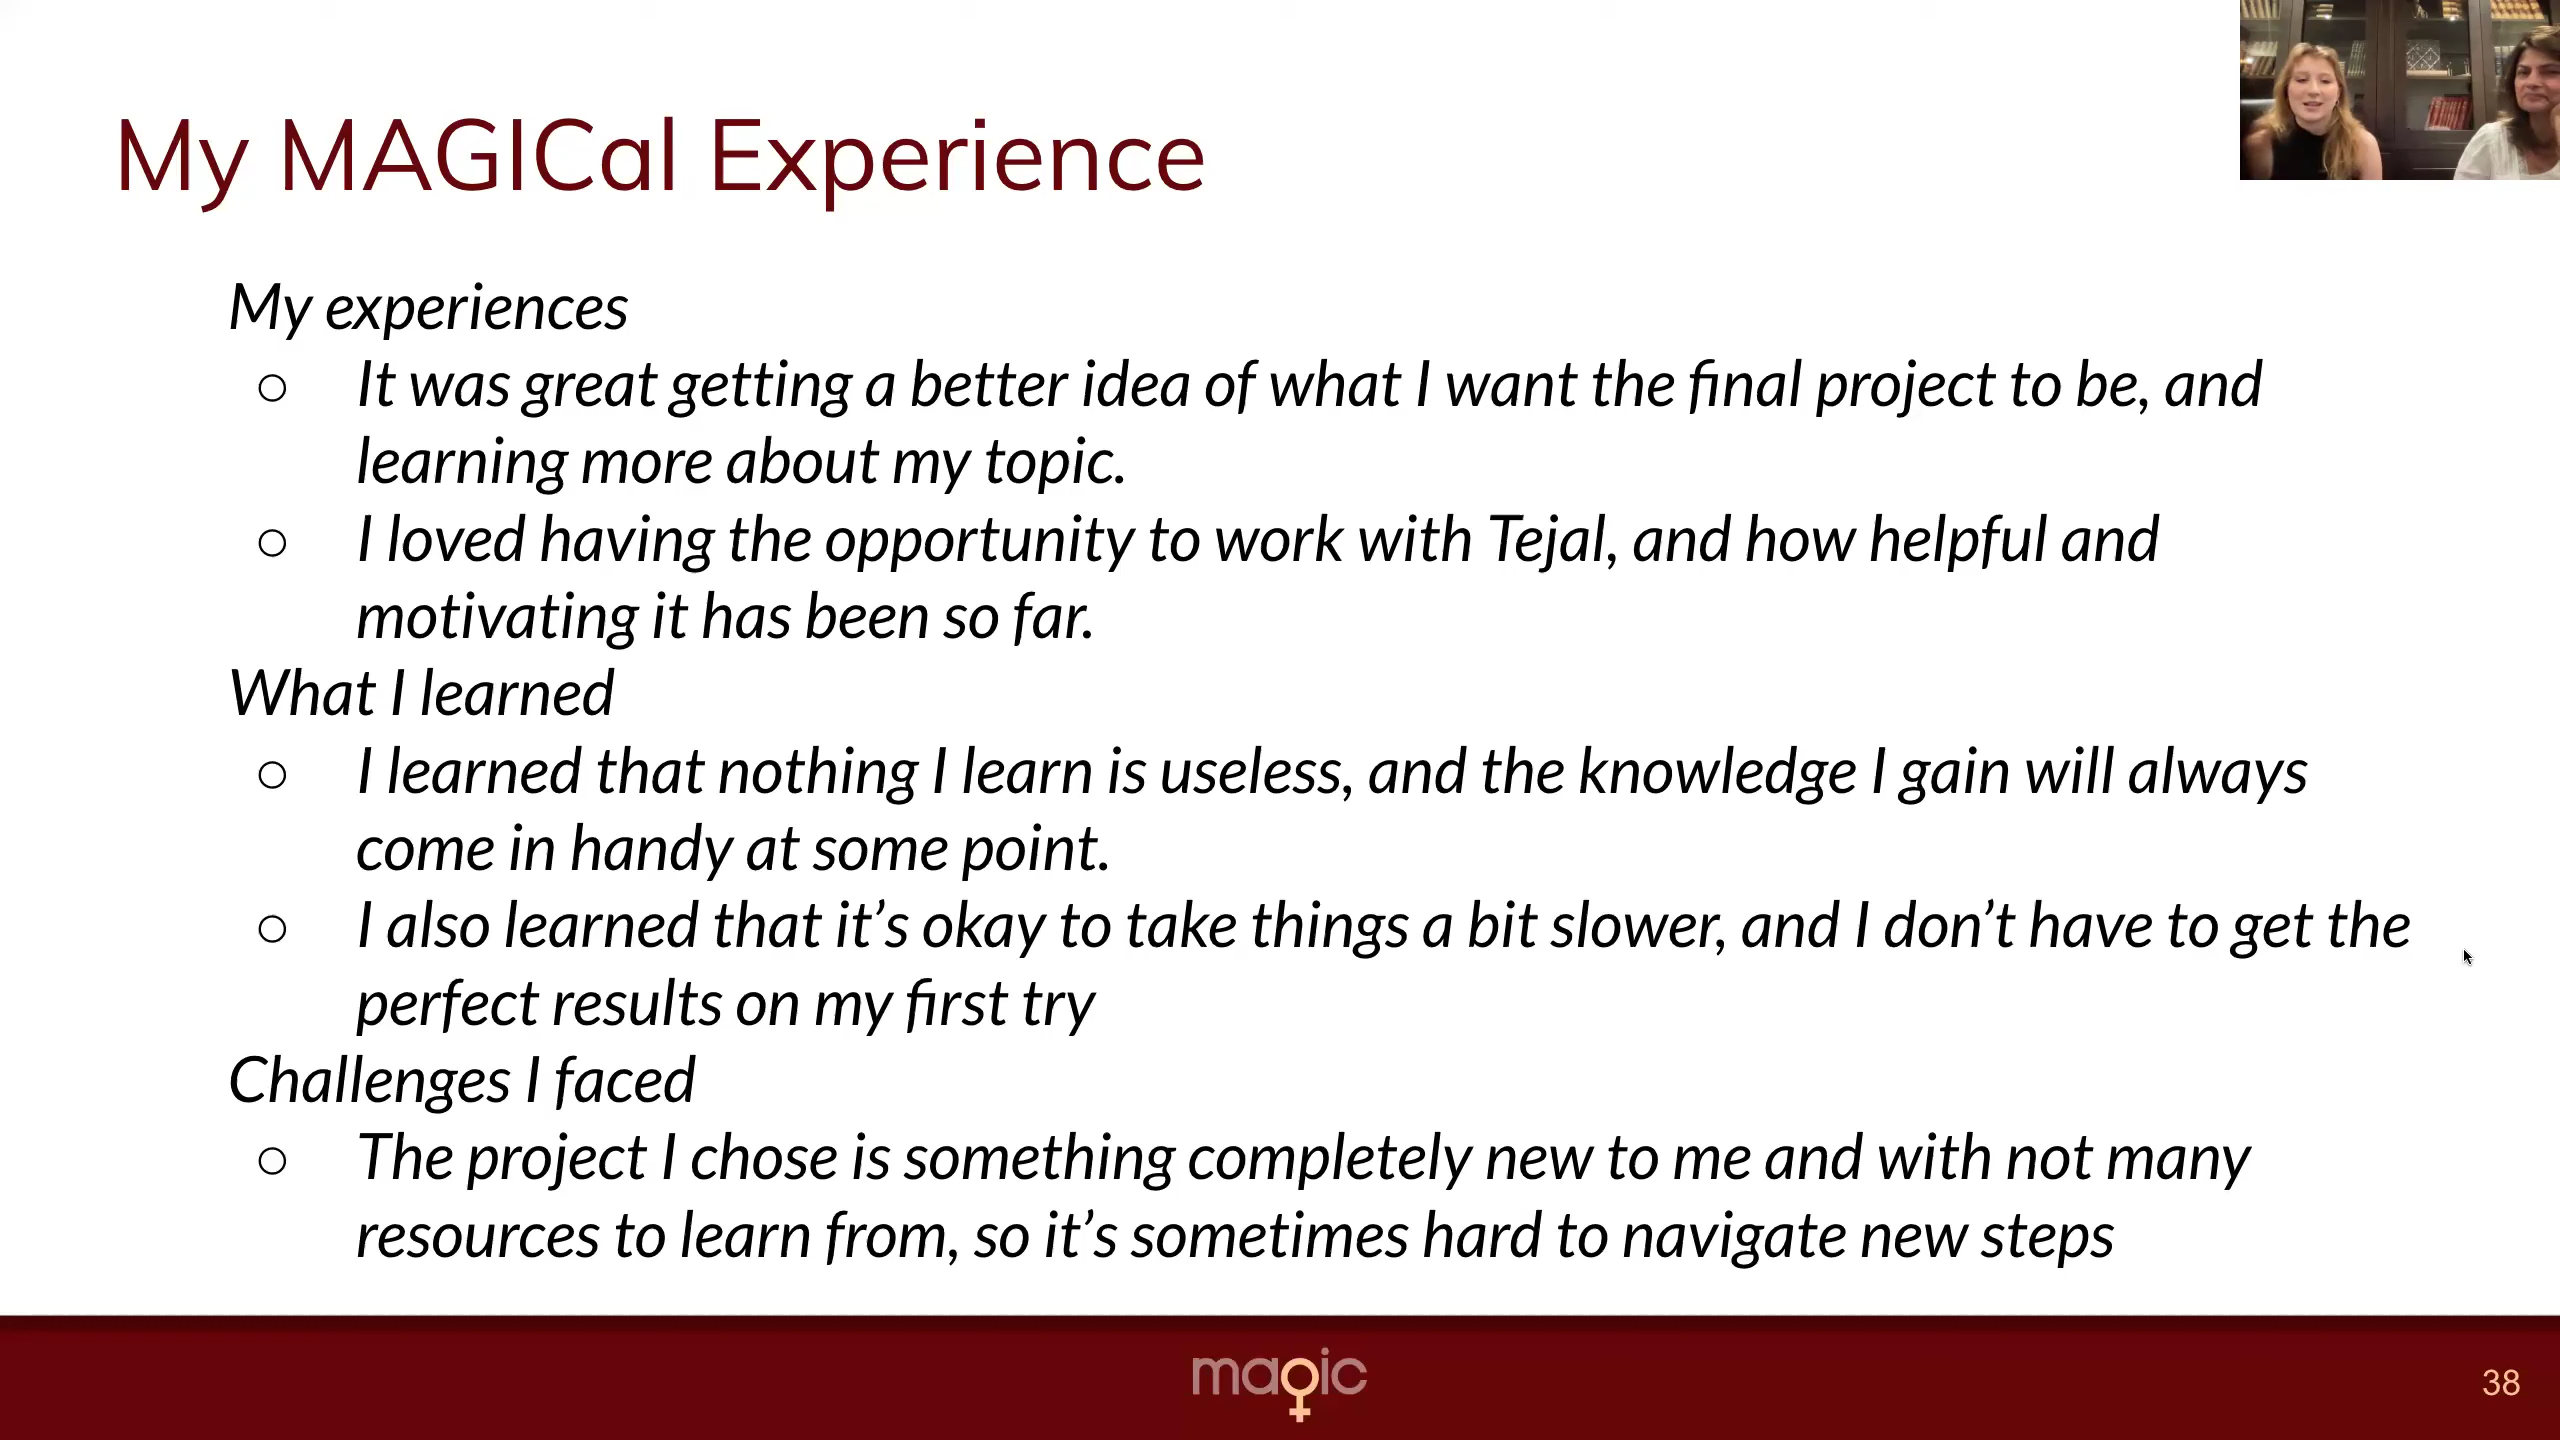 My MAGICal Experience
My experiences
○ It was great getting a better idea of what I want the final project to be, and
learning more about my topic.
○ I loved having the opportunity to work with Tejal, and how helpful and
motivating it has been so far.
What I learned
○ I learned that nothing I learn is useless, and the knowledge I gain will always
come in handy at some point.
○ I also learned that it’s okay to take things a bit slower, and I don’t have to get the
perfect results on my first try
Challenges I faced
○ The project I chose is something completely new to me and with not many
resources to learn from, so it’s sometimes hard to navigate new steps
magic
38